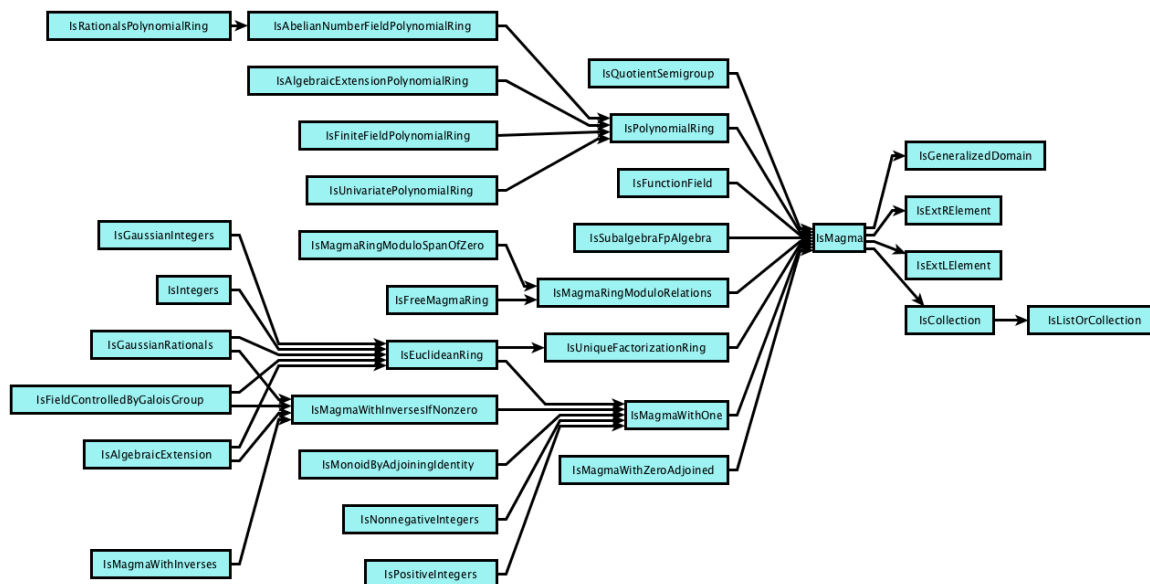 IsRationalsPolynomialRing
IsAbelianNumberFieldPolynomialRing
IsQuotientSemigroup
IsAlgebraicExtensionPolynomialRing
IsFiniteFieldPolynomialRing
IsPolynomialRing
IsGeneralizedDomain
IsUnivariatePolynomialRing
IsFunctionField
IsExtRElement
IsGaussianIntegers
IsMagmaRingModuloSpanOfZero
IsSubalgebraFpAlgebra
IsMagma
IsExtLElement
IsIntegers
IsFreeMagmaRing
IsMagmaRingModuloRelations
IsCollection
IsListOrCollection
IsGaussianRationals
IsEuclideanRing
IsUniqueFactorizationRing
IsFieldControlledByGaloisGroup
IsMagmaWithInversesIfNonzero
IsMagmaWithOne
IsAlgebraicExtension
IsMonoidByAdjoiningIdentity
IsMagmaWithZeroAdjoined
IsNonnegativeIntegers
IsMagmaWithInverses
IsPositiveIntegers